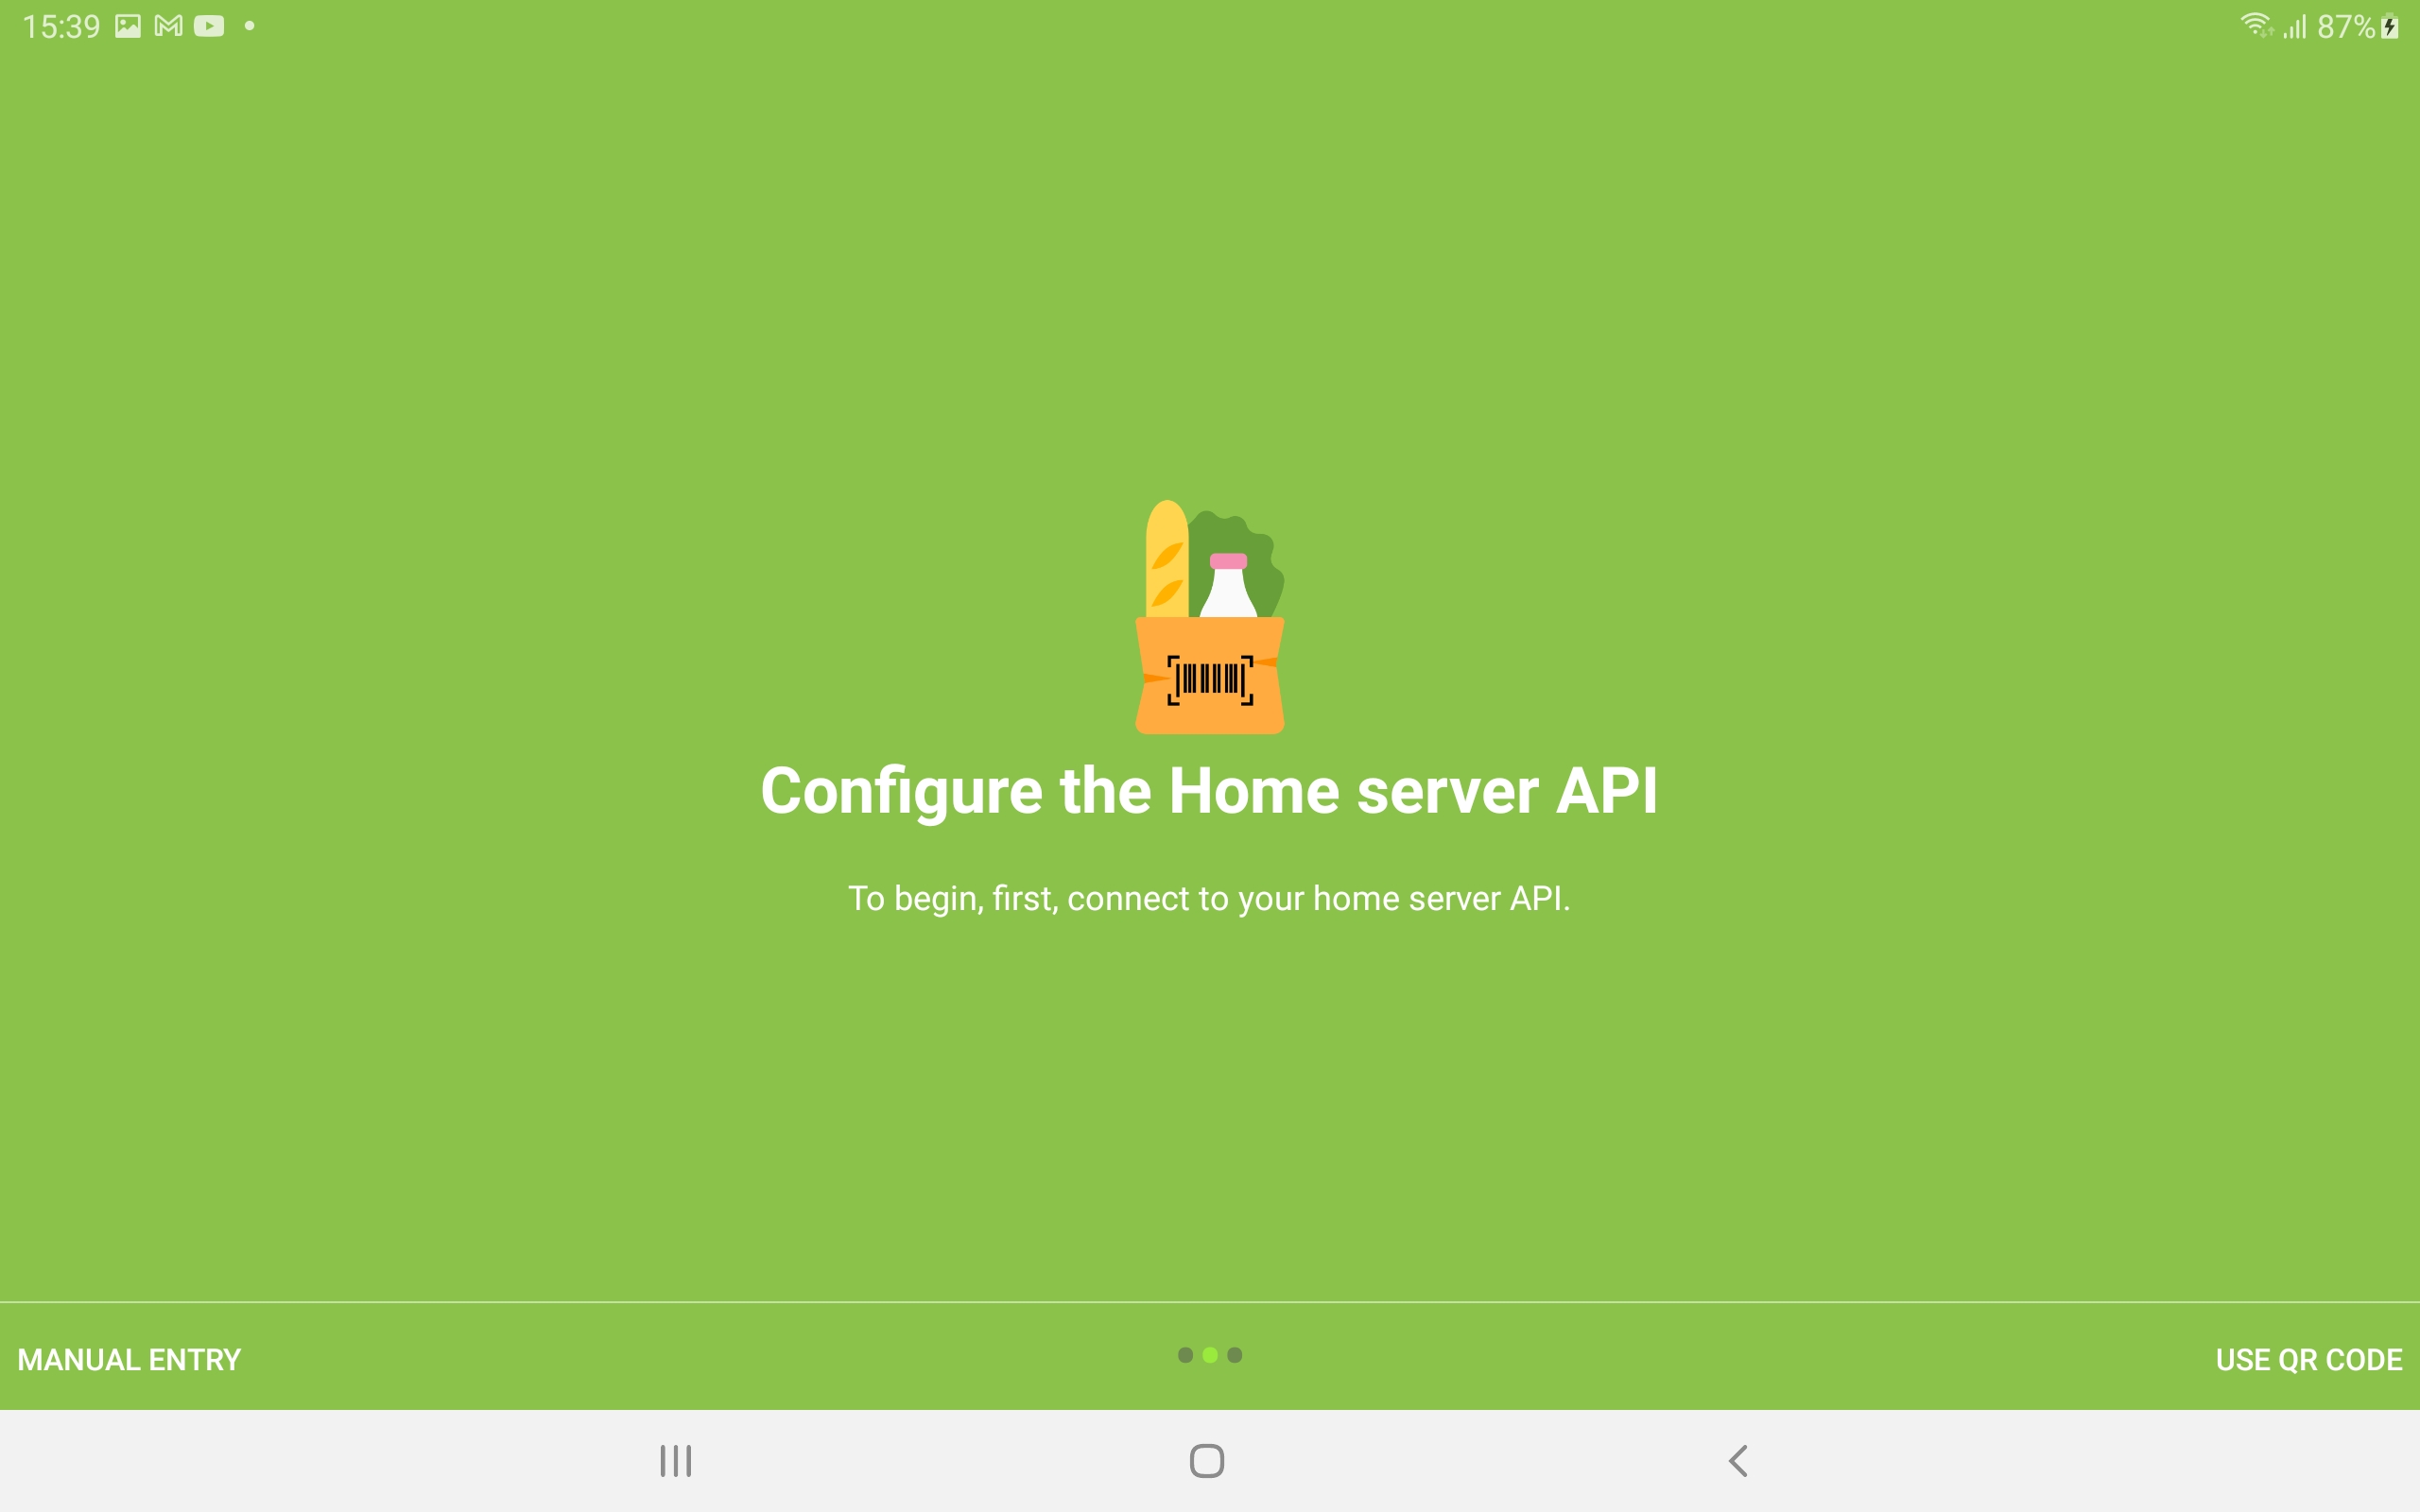 15:39
87%
Configure the Home server API
To begin, first, connect to your home server API.
MANUAL ENTRY
USE QR CODE